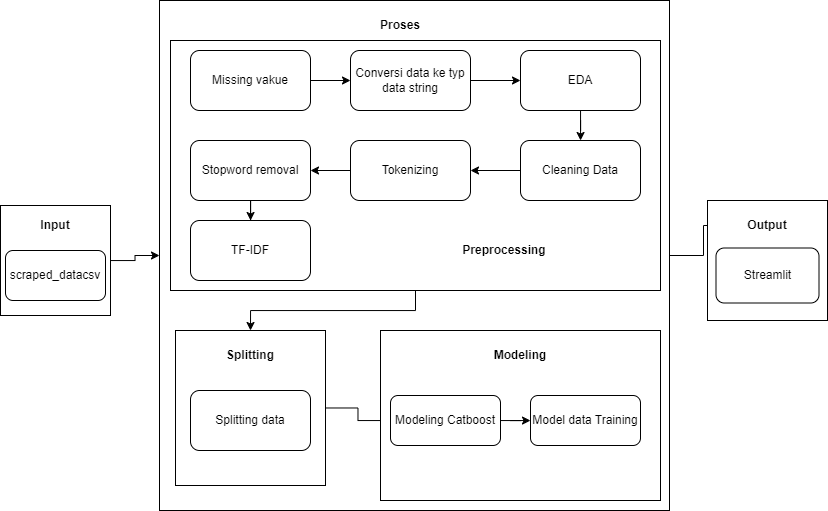 Proses
Missing vakue
Conversi data ke typ
data string
EDA
Stopword removal
Tokenizing
Cleaning Data
TF-IDF
Preprocessing
Input
scraped_datacsv
Output
Streamlit
Splitting
Splitting data
Modeling
Modeling Catboost
Model data Training